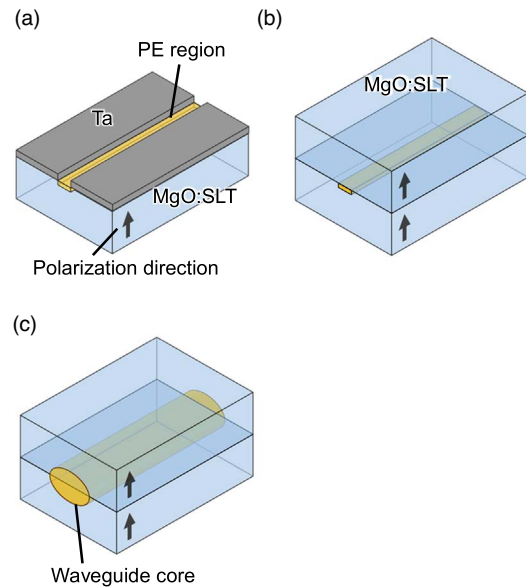 (a)
PE region
Ta
MgO:SLT
Polarization direction
(b)
MgO:SLT
(c)
Waveguide core